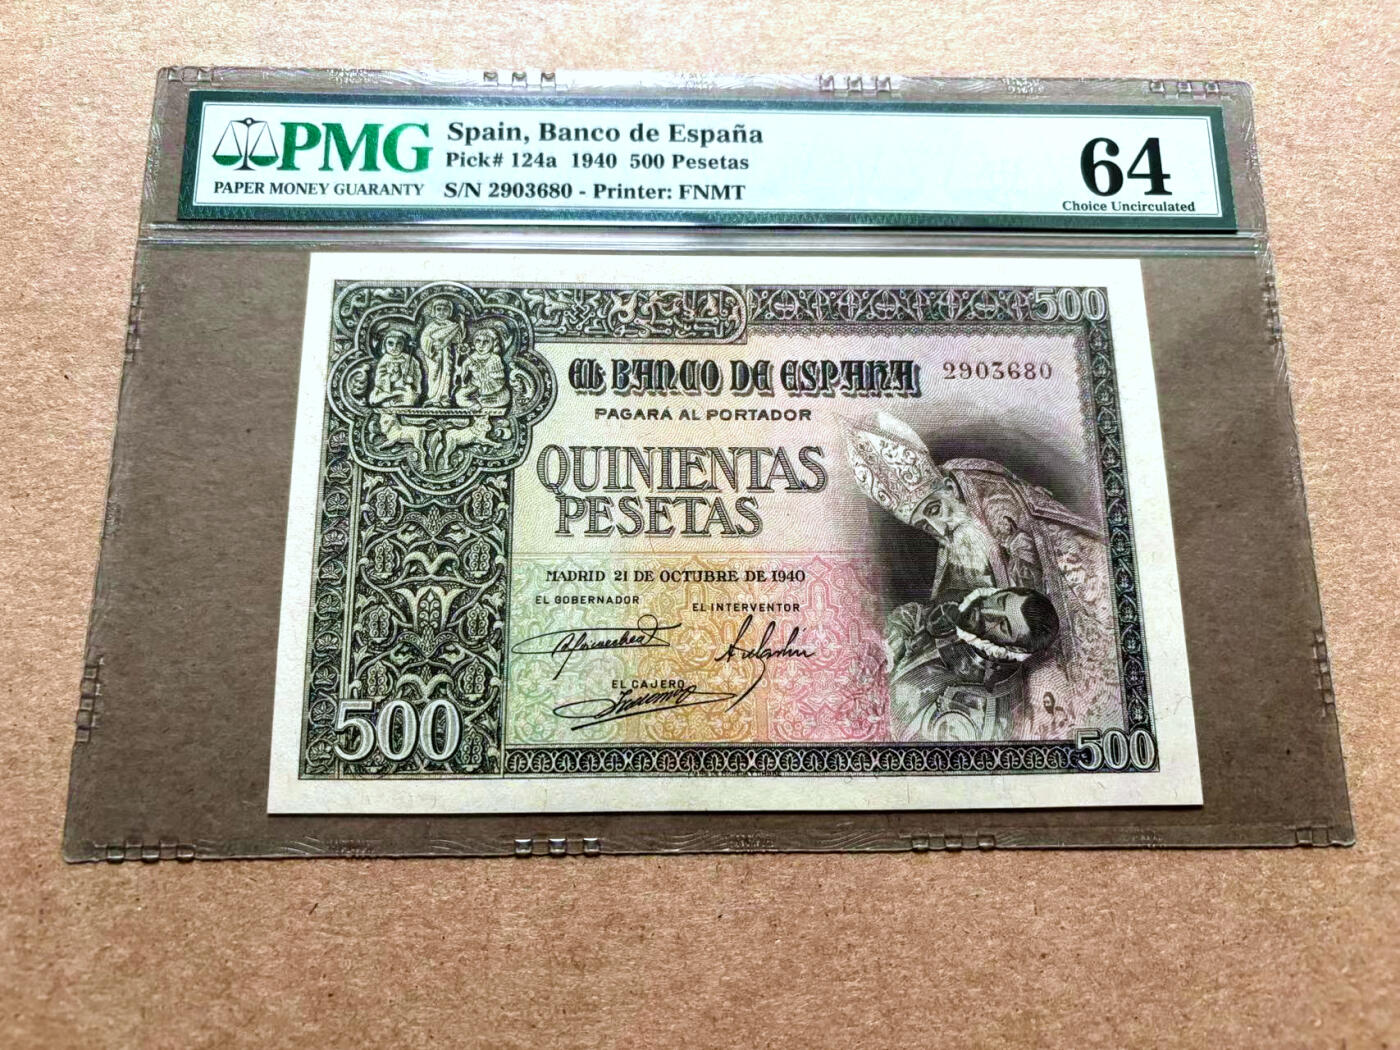 PMG
PAPER MONEY GUARANTY
Spain, Banco de España
Pick# 124a 1940 500 Pesetas
S/N 2903680 - Printer: FNMT
64
Choice Uncirculated
500
EL BANCO DE ESPAÑA 2903680
PAGARÁ AL PORTADOR
QUINIENTAS
PESETAS
MADRID 21 DE OCTUBRE DE 1940
EL GOBERNADOR EL INTERVENTOR
EL CAJERO
500 500